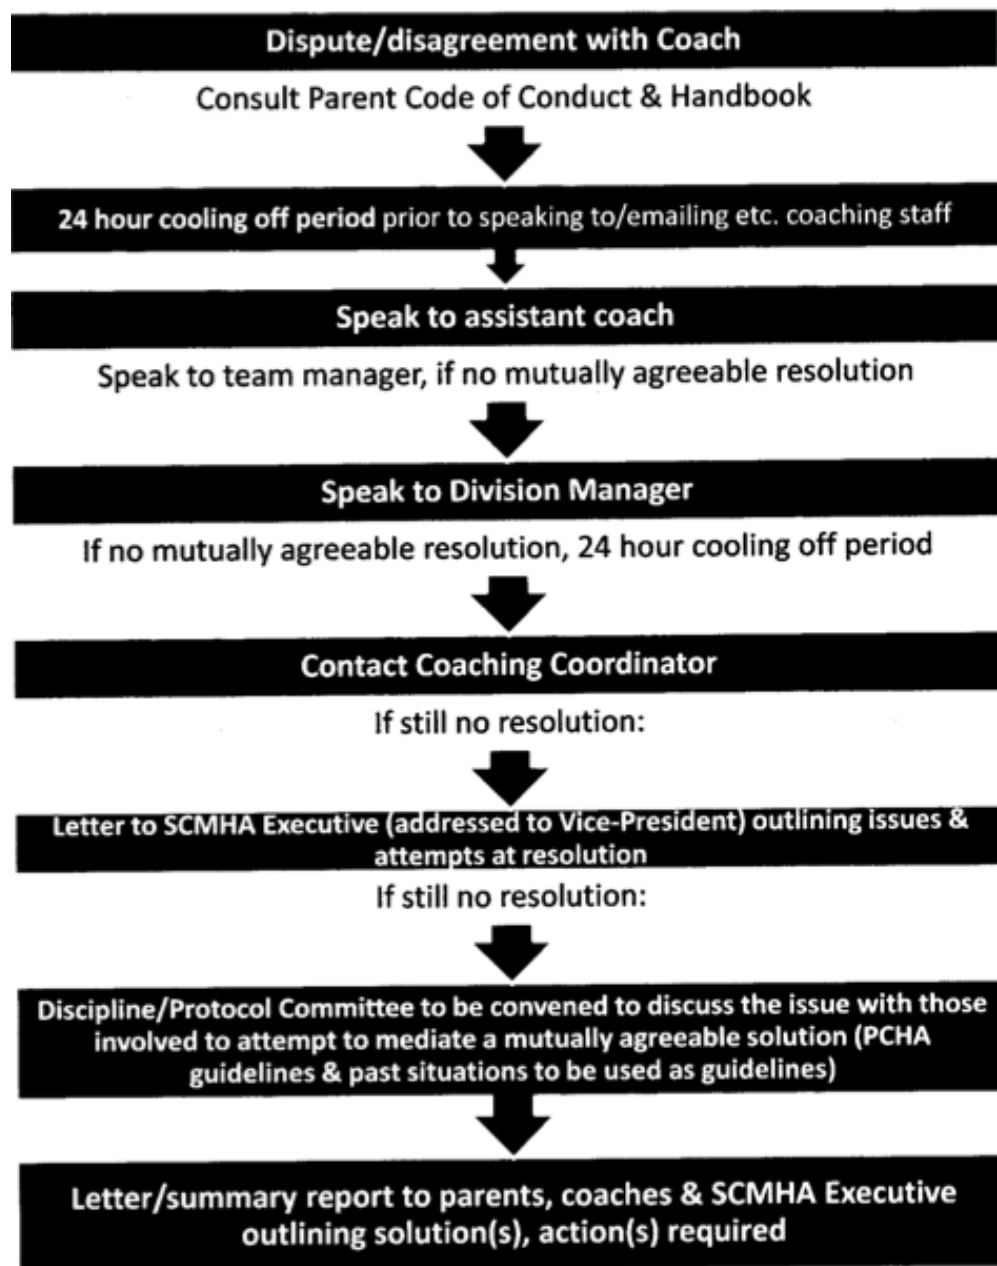 Dispute/disagreement with Coach
Consult Parent Code of Conduct & Handbook
24 hour cooling off period prior to speaking to/emailing etc. coaching staff
Speak to assistant coach
Speak to team manager, if no mutually agreeable resolution
Speak to Division Manager
If no mutually agreeable resolution, 24 hour cooling off period
Contact Coaching Coordinator
If still no resolution:
Letter to SCMHA Executive (addressed to Vice-President) outlining issues &
attempts at resolution
If still no resolution:
Discipline/Protocol Committee to be convened to discuss the issue with those
involved to attempt to mediate a mutually agreeable solution (PCHA
guidelines & past situations to be used as guidelines)
Letter/summary report to parents, coaches & SCMHA Executive
outlining solution(s), action(s) required